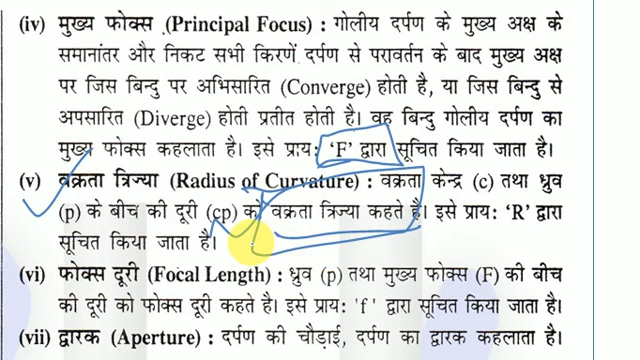 (iv) मुख्य फोक्स (Principal Focus) : गोलीय दर्पण के मुख्य अक्ष के
समानांतर और निकट सभी किरणें दर्पण से परावर्तन के बाद मुख्य अक्ष
पर जिस बिन्दु पर अभिसारित (Converge) होती है, या जिस बिन्दु से
अपसारित (Diverge) होती प्रतीत होती है। वह बिन्दु गोलीय दर्पण का
मुख्य फोक्स कहलाता है। इसे प्राय: 'F' द्वारा सूचित किया जाता है।
(v) वक्रता त्रिज्या (Radius of Curvature) : वक्रता केन्द्र (c) तथा ध्रुव
(p) के बीच की दूरी (cp) को वक्रता त्रिज्या कहते है। इसे प्राय: 'R' द्वारा
सूचित किया जाता है।
(vi) फोक्स दूरी (Focal Length) : ध्रुव (p) तथा मुख्य फोक्स (F) की बीच
की दूरी को फोक्स दूरी कहते है। इसे प्राय: 'f' द्वारा सूचित किया जाता है।
(vii) द्वारक (Aperture) : दर्पण की चौड़ाई, दर्पण का द्वारक कहलाता है।